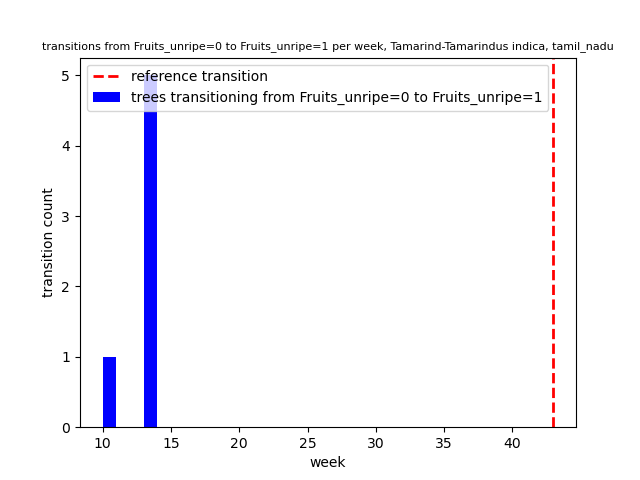 transitions from Fruits_unripe=0 to Fruits_unripe=1 per week, Tamarind-Tamarindus indica, tamil_nadu
reference transition
trees transitioning from Fruits_unripe=0 to Fruits_unripe=1
transition count
5
4
3
2
1
0
10 15 20 25 30 35 40
week